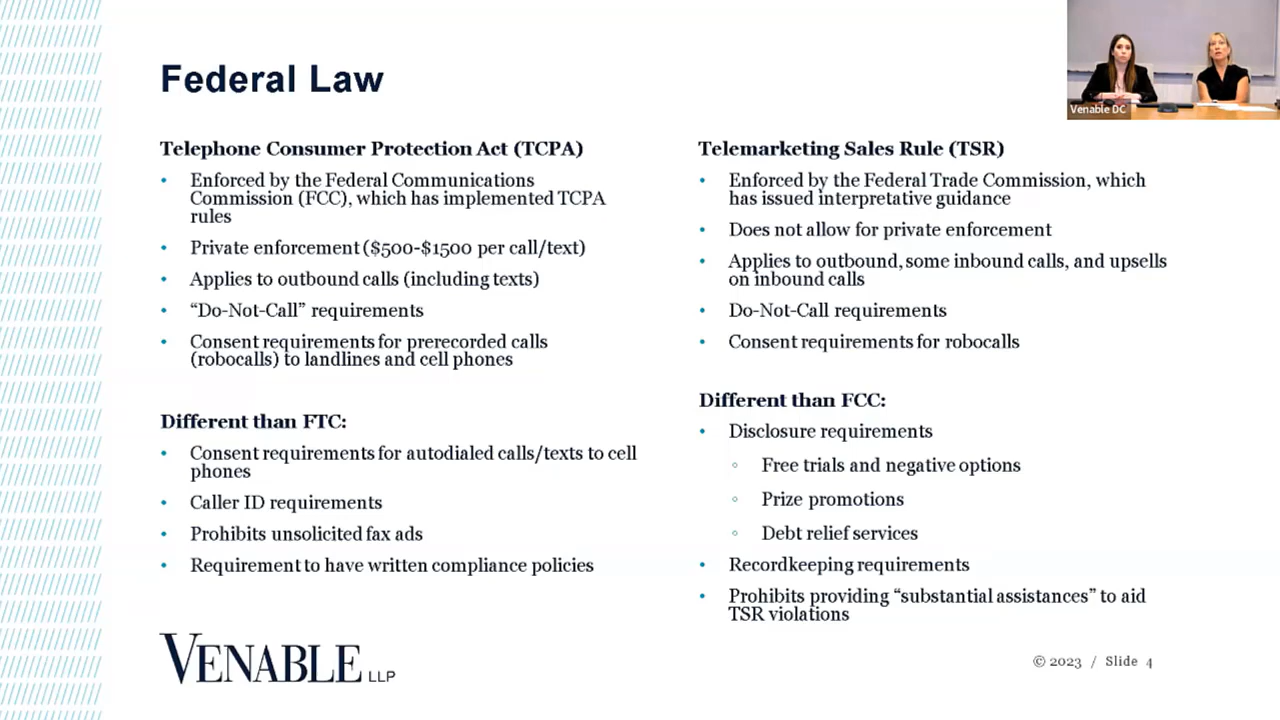 Federal Law
Telephone Consumer Protection Act (TCPA)
• Enforced by the Federal Communications
Commission (FCC), which has implemented TCPA
rules
• Private enforcement ($500-$1500 per call/text)
• Applies to outbound calls (including texts)
• “Do-Not-Call” requirements
• Consent requirements for prerecorded calls
(robocalls) to landlines and cell phones
Different than FTC:
• Consent requirements for autodialed calls/texts to cell
phones
• Caller ID requirements
• Prohibits unsolicited fax ads
• Requirement to have written compliance policies
Telemarketing Sales Rule (TSR)
• Enforced by the Federal Trade Commission, which
has issued interpretative guidance
• Does not allow for private enforcement
• Applies to outbound, some inbound calls, and upsells
on inbound calls
• Do-Not-Call requirements
• Consent requirements for robocalls
Different than FCC:
• Disclosure requirements
◦ Free trials and negative options
◦ Prize promotions
◦ Debt relief services
• Recordkeeping requirements
• Prohibits providing “substantial assistances” to aid
TSR violations
VENABLE LLP
© 2023 / Slide 4
Venable DC